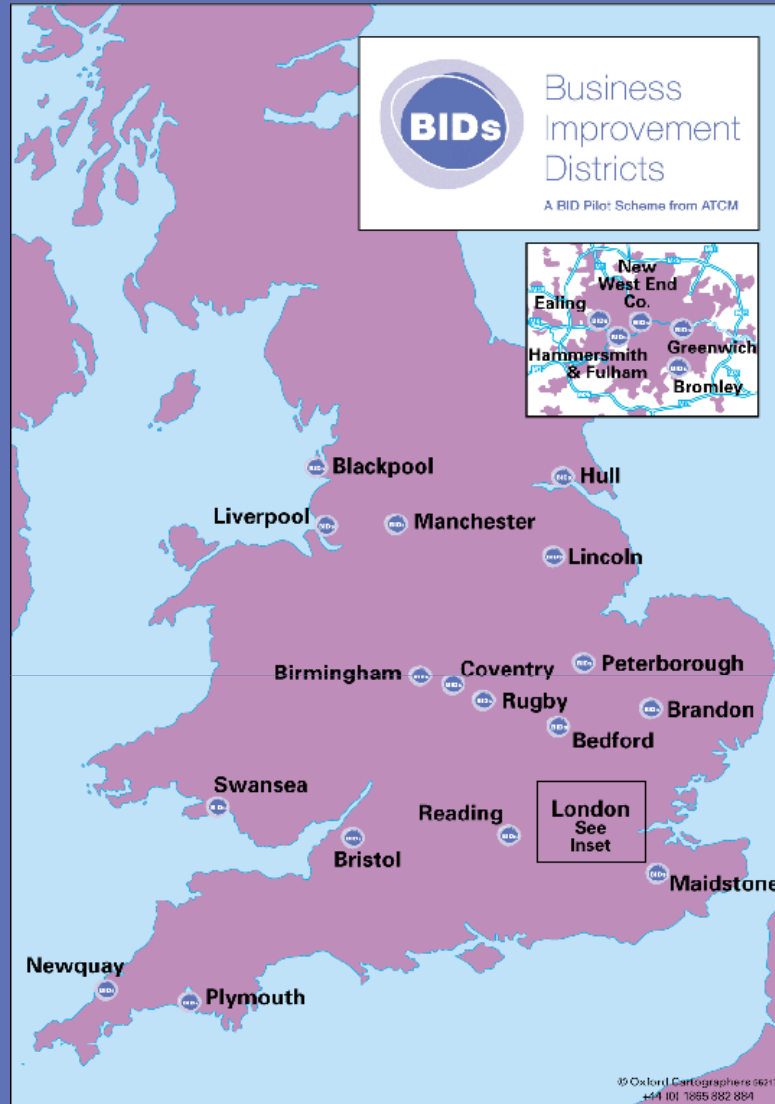 BIDs
Business
Improvement
Districts
A BID Pilot Scheme from ATCM
New
West End
Co.
Ealing
Hammersmith
& Fulham
Greenwich
Bromley
Blackpool
Hull
Liverpool
Manchester
Lincoln
Birmingham
Coventry
Peterborough
Rugby
Brandon
Bedford
Swansea
Reading
London
See
Inset
Bristol
Maidstone
Newquay
Plymouth
© Oxford Cartographers
+44 (0) 1865 882 884